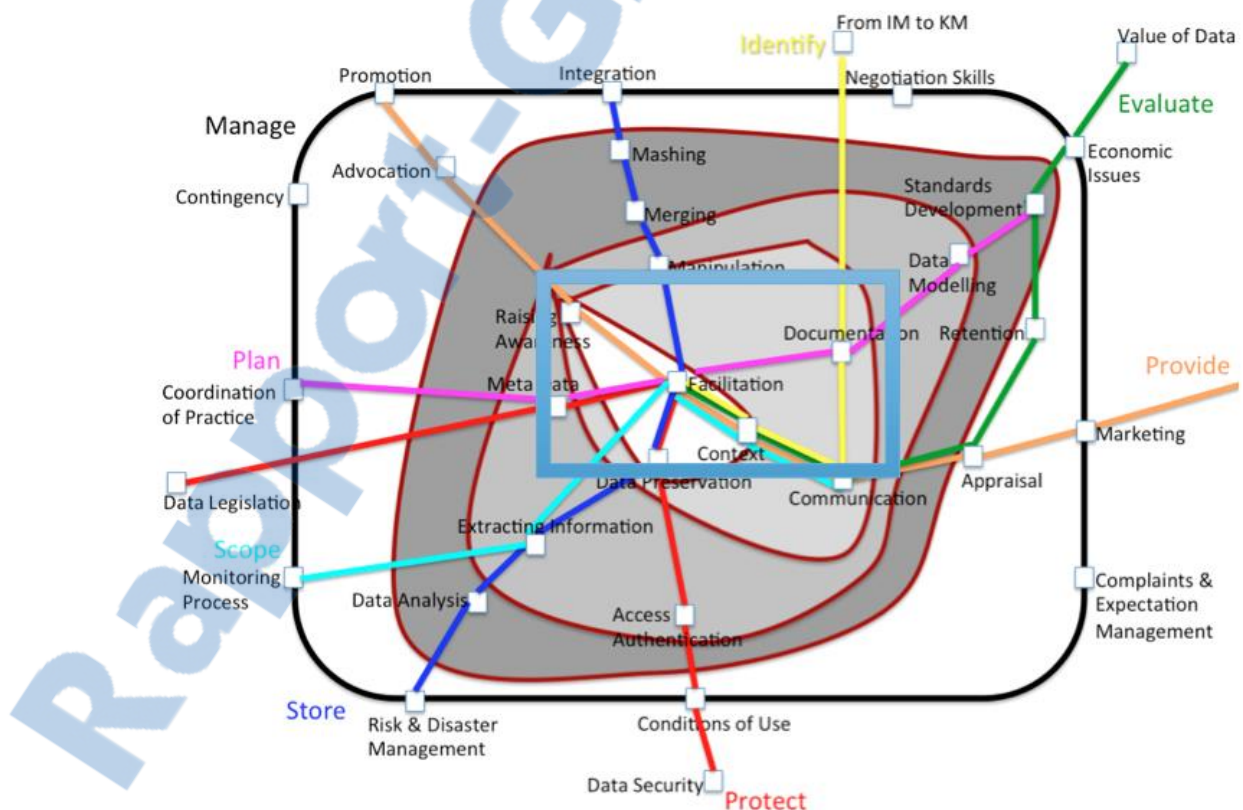 From IM to KM
Identify
Value of Data
Promotion
Integration
Negotiation Skills
Evaluate
Manage
Mashing
Economic
Issues
Advocation
Contingency
Standards
Development
Merging
Manipulation
Data
Modelling
Raising
Awareness
Documentation
Retention
Plan
Provide
Coordination
of Practice
Meta Data
Facilitation
Marketing
Context
Data Preservation
Appraisal
Data Legislation
Communication
Extracting Information
Scope
Monitoring
Process
Complaints &
Expectation
Management
Data Analysis
Access
Authentication
Store
Risk & Disaster
Management
Conditions of Use
Data Security
Protect
Rapport-G